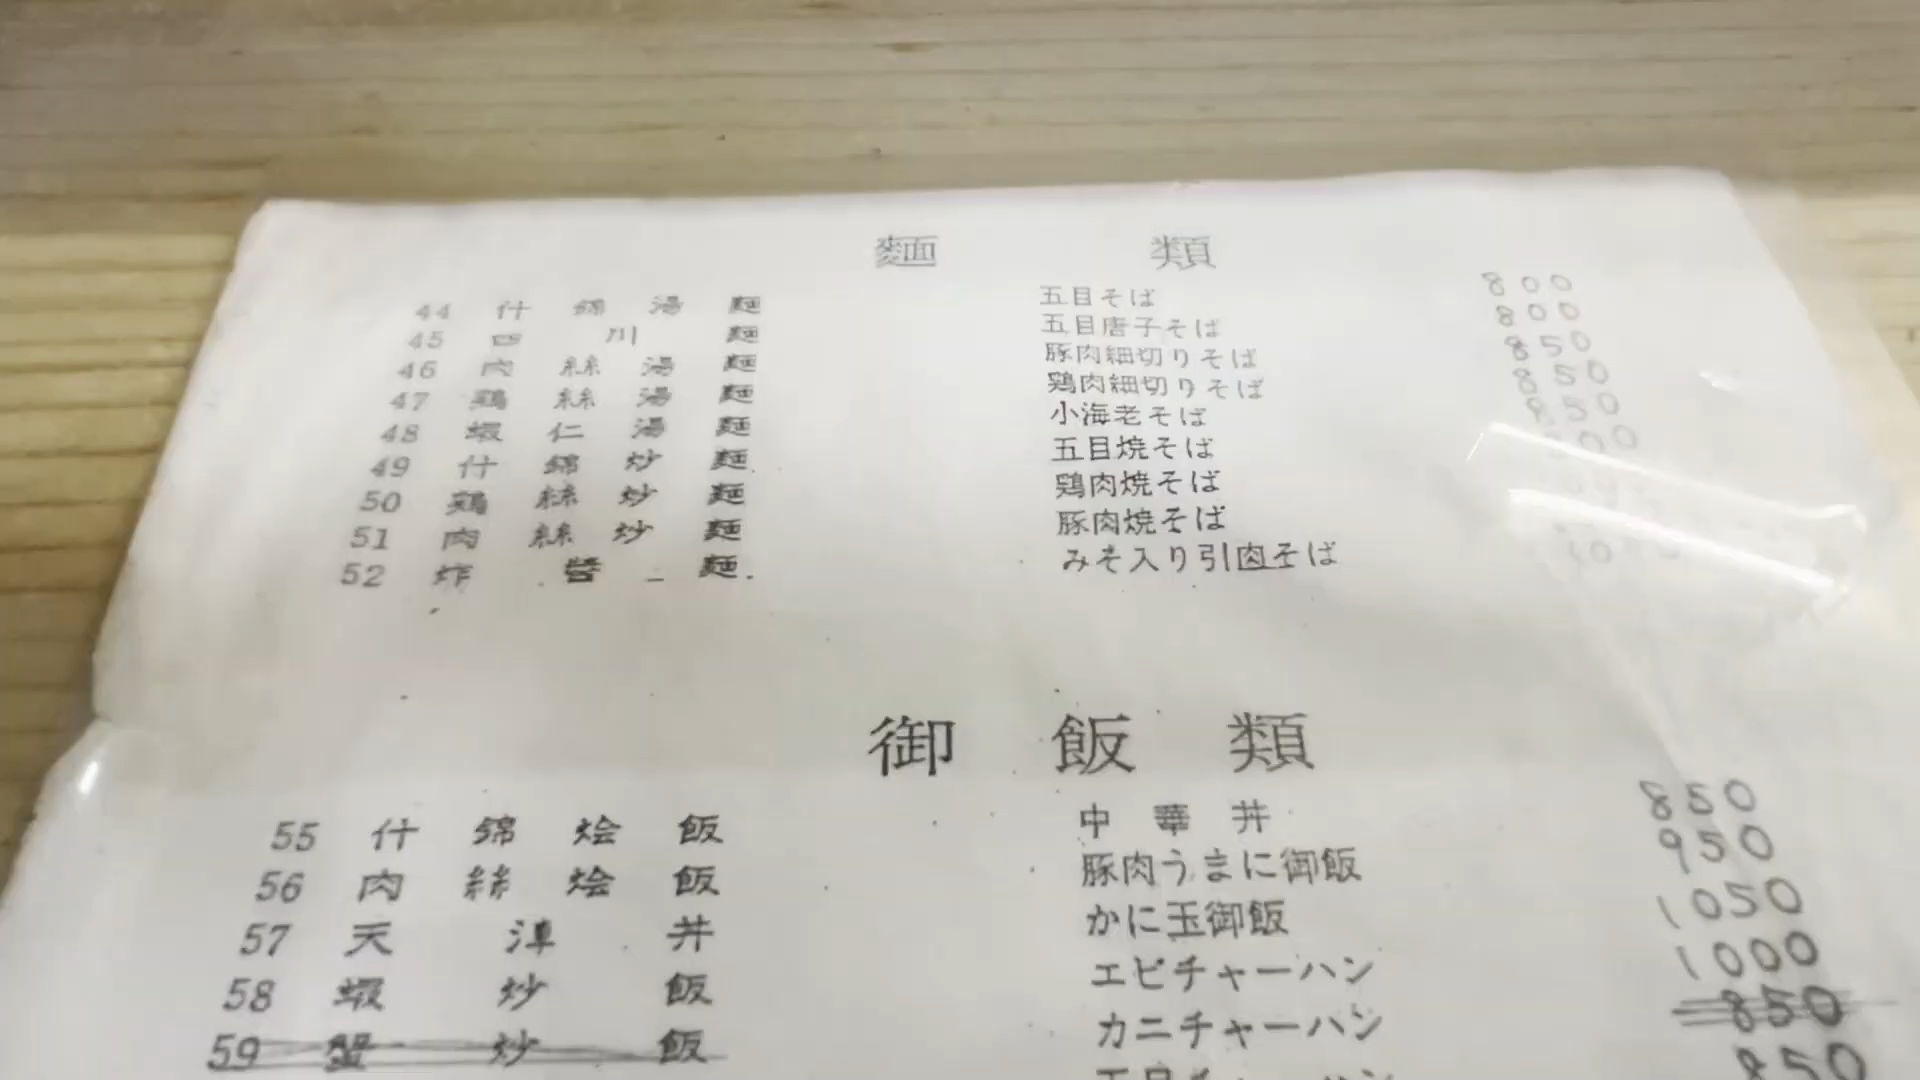 麺 類
44 什 錦 湯 麺 五目そば 800
45 四 川 麺 五目唐子そば 800
46 肉 絲 湯 麺 豚肉細切りそば 850
47 鶏 絲 湯 麺 鶏肉細切りそば 850
48 蝦 仁 湯 麺 小海老そば 850
49 什 錦 炒 麺 五目焼そば
50 鶏 絲 炒 麺 鶏肉焼そば
51 肉 絲 炒 麺 豚肉焼そば
52 炸 醬 麺 みそ入り引肉そば
御 飯 類
55 什 錦 烩 飯 中 華 丼 850
56 肉 絲 烩 飯 豚肉うまに御飯 950
57 天 津 丼 かに玉御飯 1050
58 蝦 炒 飯 エビチャーハン 1000
59 蟹 炒 飯 カニチャーハン 850
850